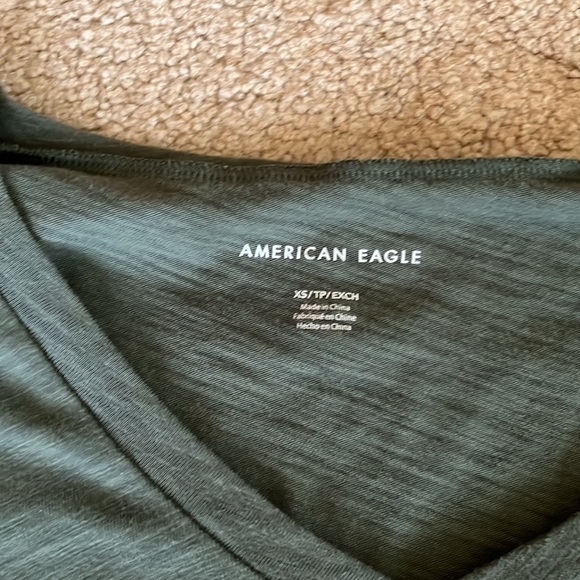 AMERICAN EAGLE
XS/TP/EXCH
Made in China
Fabriqué en Chine
Hecho en China